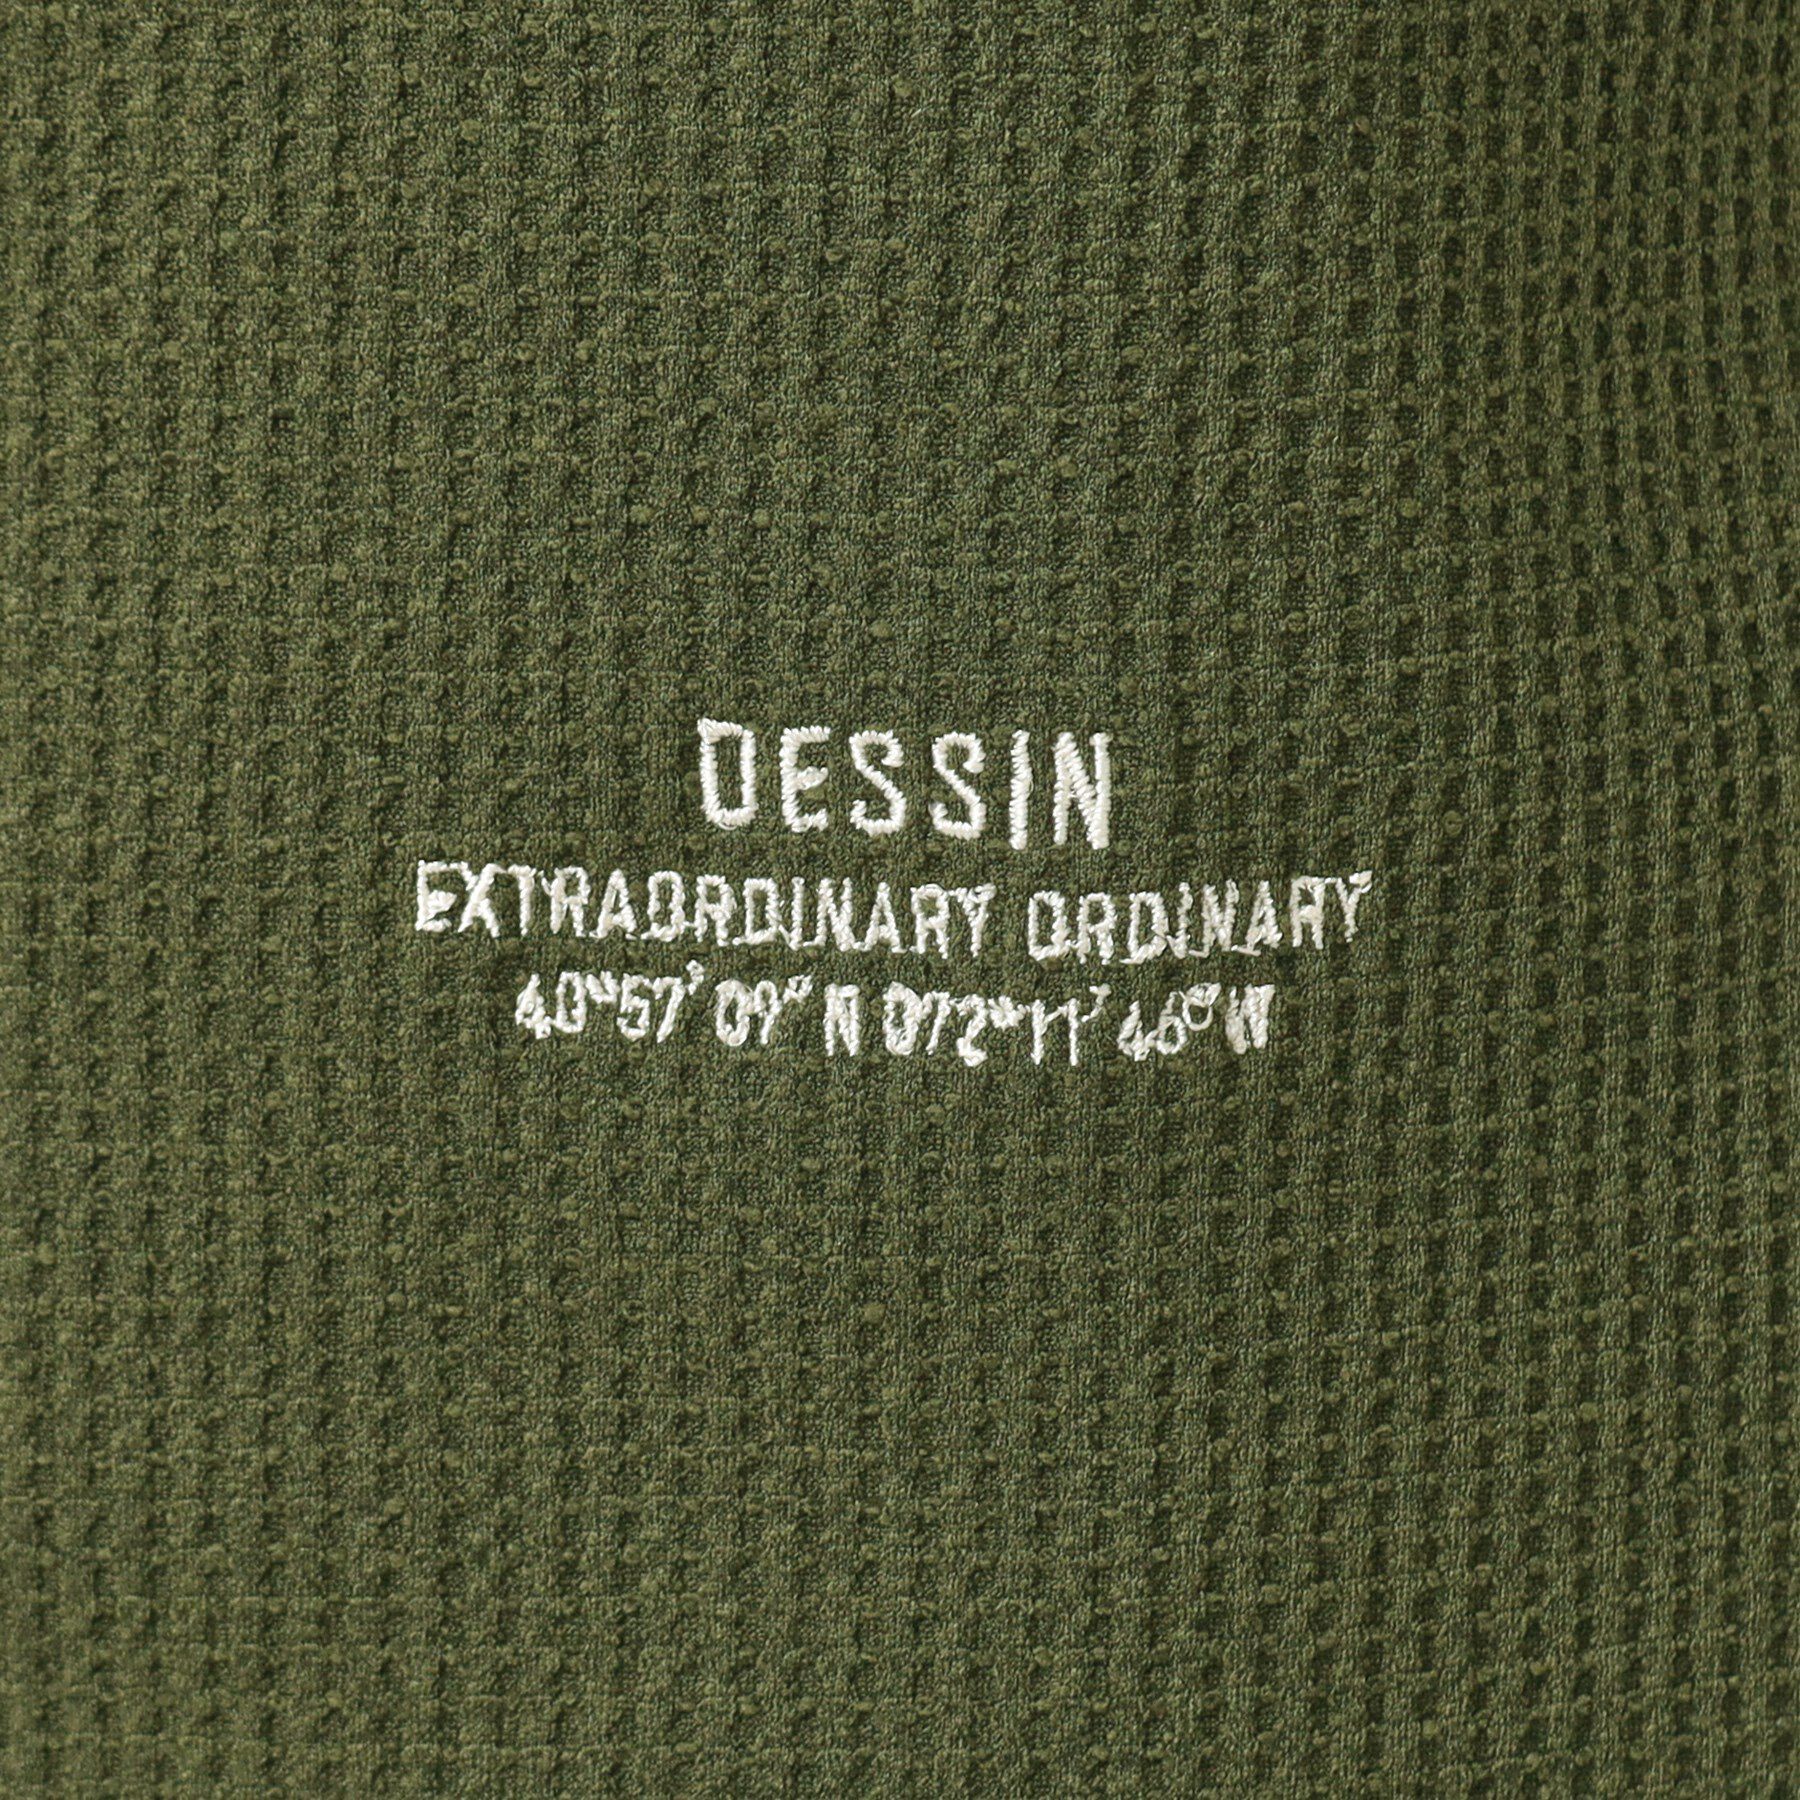 DESSIN
EXTRAORDINARY ORDINARY
40°57'09" N 072°11'46" W